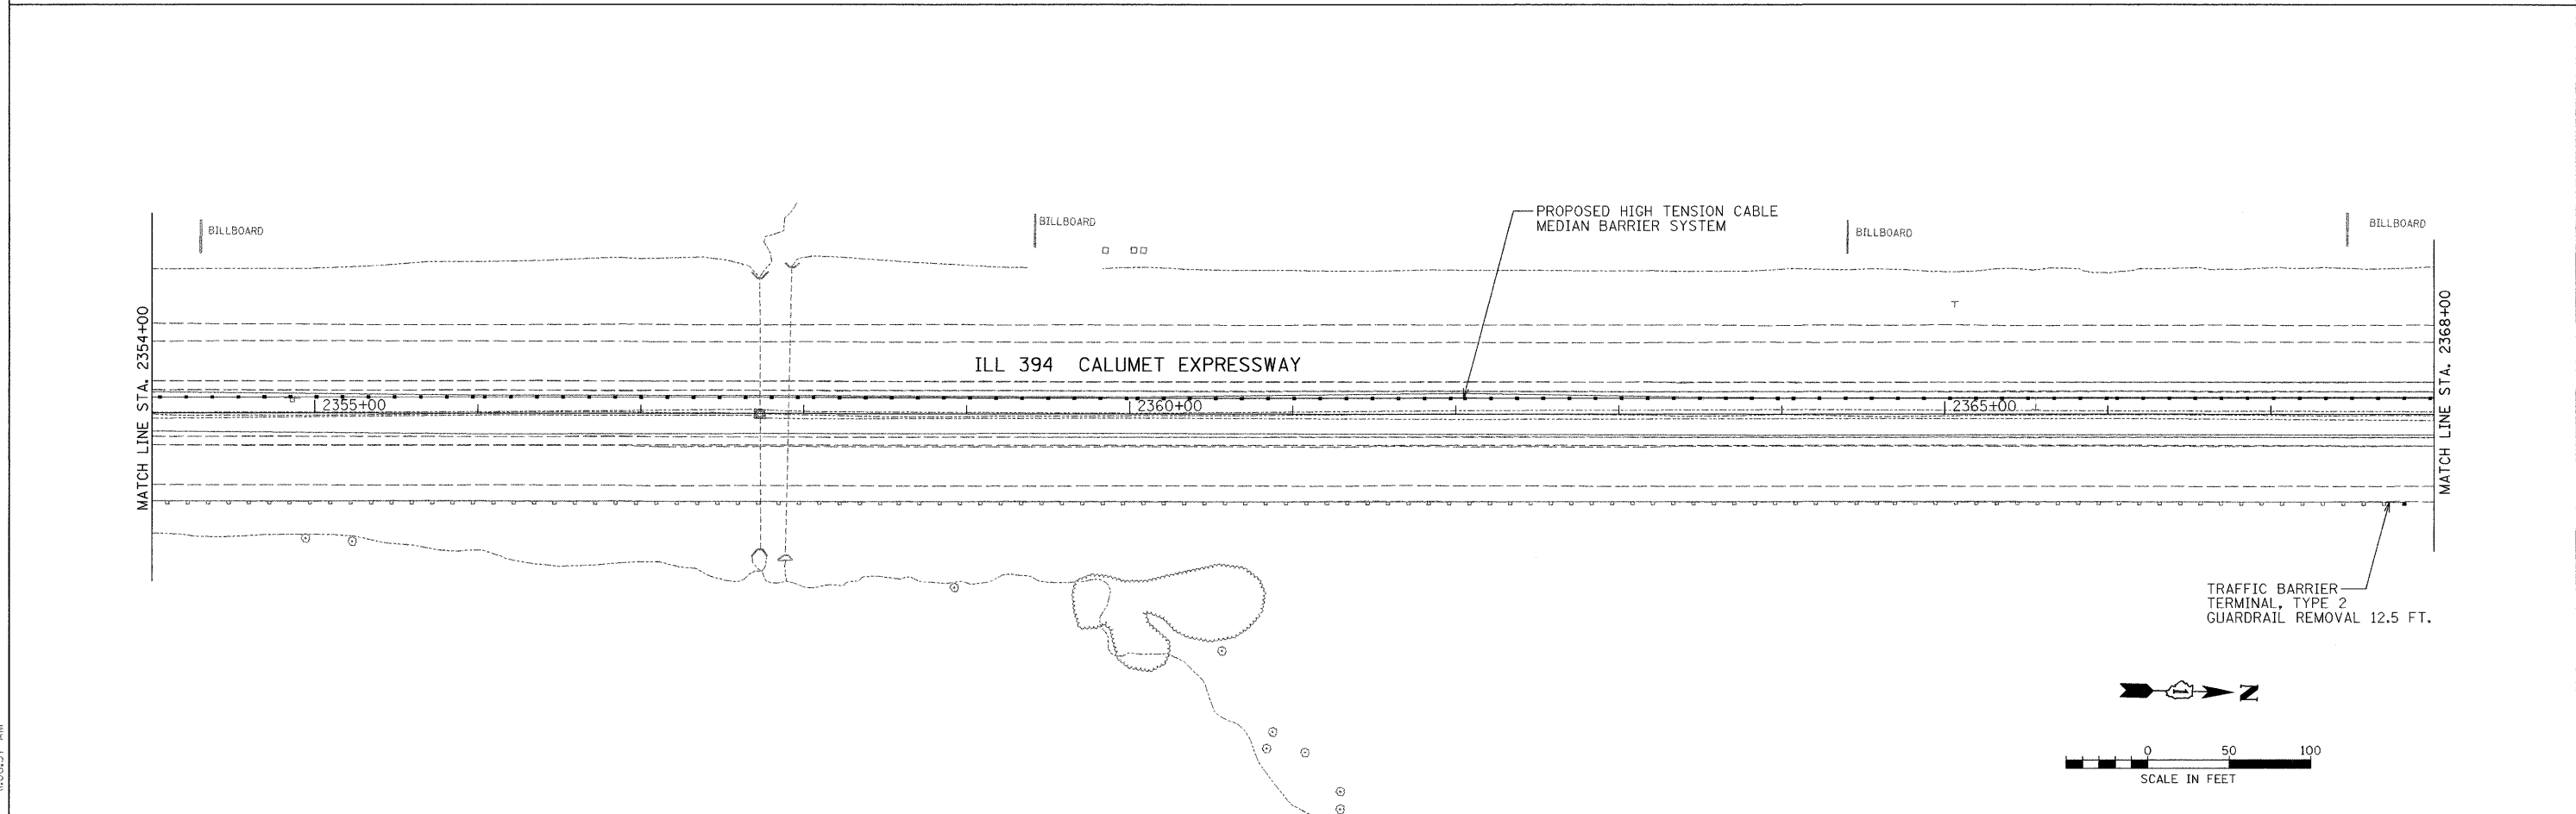 BILLBOARD
BILLBOARD
PROPOSED HIGH TENSION CABLE
MEDIAN BARRIER SYSTEM
BILLBOARD
BILLBOARD
MATCH LINE STA. 2354+00
ILL 394 CALUMET EXPRESSWAY
2355+00
2360+00
2365+00
MATCH LINE STA. 2368+00
TRAFFIC BARRIER
TERMINAL, TYPE 2
GUARDRAIL REMOVAL 12.5 FT.
N
0 50 100
SCALE IN FEET